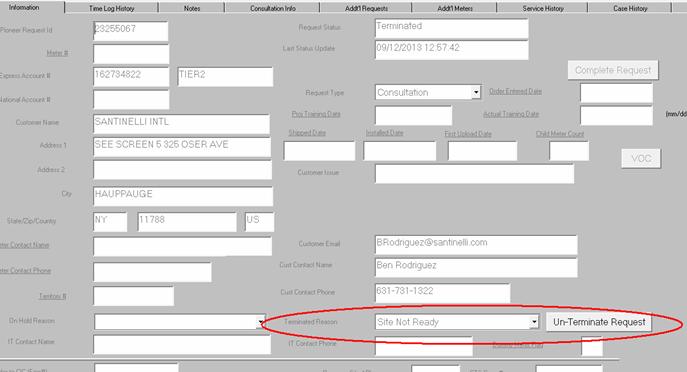 Information Time Log History Notes Consultation Info Addt'l Requests Addt'l Meters Service History Case History
Pioneer Request Id 23255067 Request Status Terminated
Meter # Last Status Update 09/12/2013 12:57:42
Express Account # 162734822 TIER2 Complete Request
National Account # Request Type Consultation Order Entered Date
Proj Training Date Actual Training Date (mm/dd
Customer Name SANTINELLI INTL
Shipped Date Installed Date First Upload Date Child Meter Count
Address 1 SEE SCREEN 5 325 OSER AVE VOC
Address 2 Customer Issue
City HAUPPAUGE
State/Zip/Country NY 11788 US
Contact Name Customer Email BRodriguez@santinelli.com
Contact Phone Cust Contact Name Ben Rodriguez
Territory # Cust Contact Phone 631-731-1322
On Hold Reason Terminated Reason Site Not Ready Un-Terminate Request
IT Contact Name IT Contact Phone